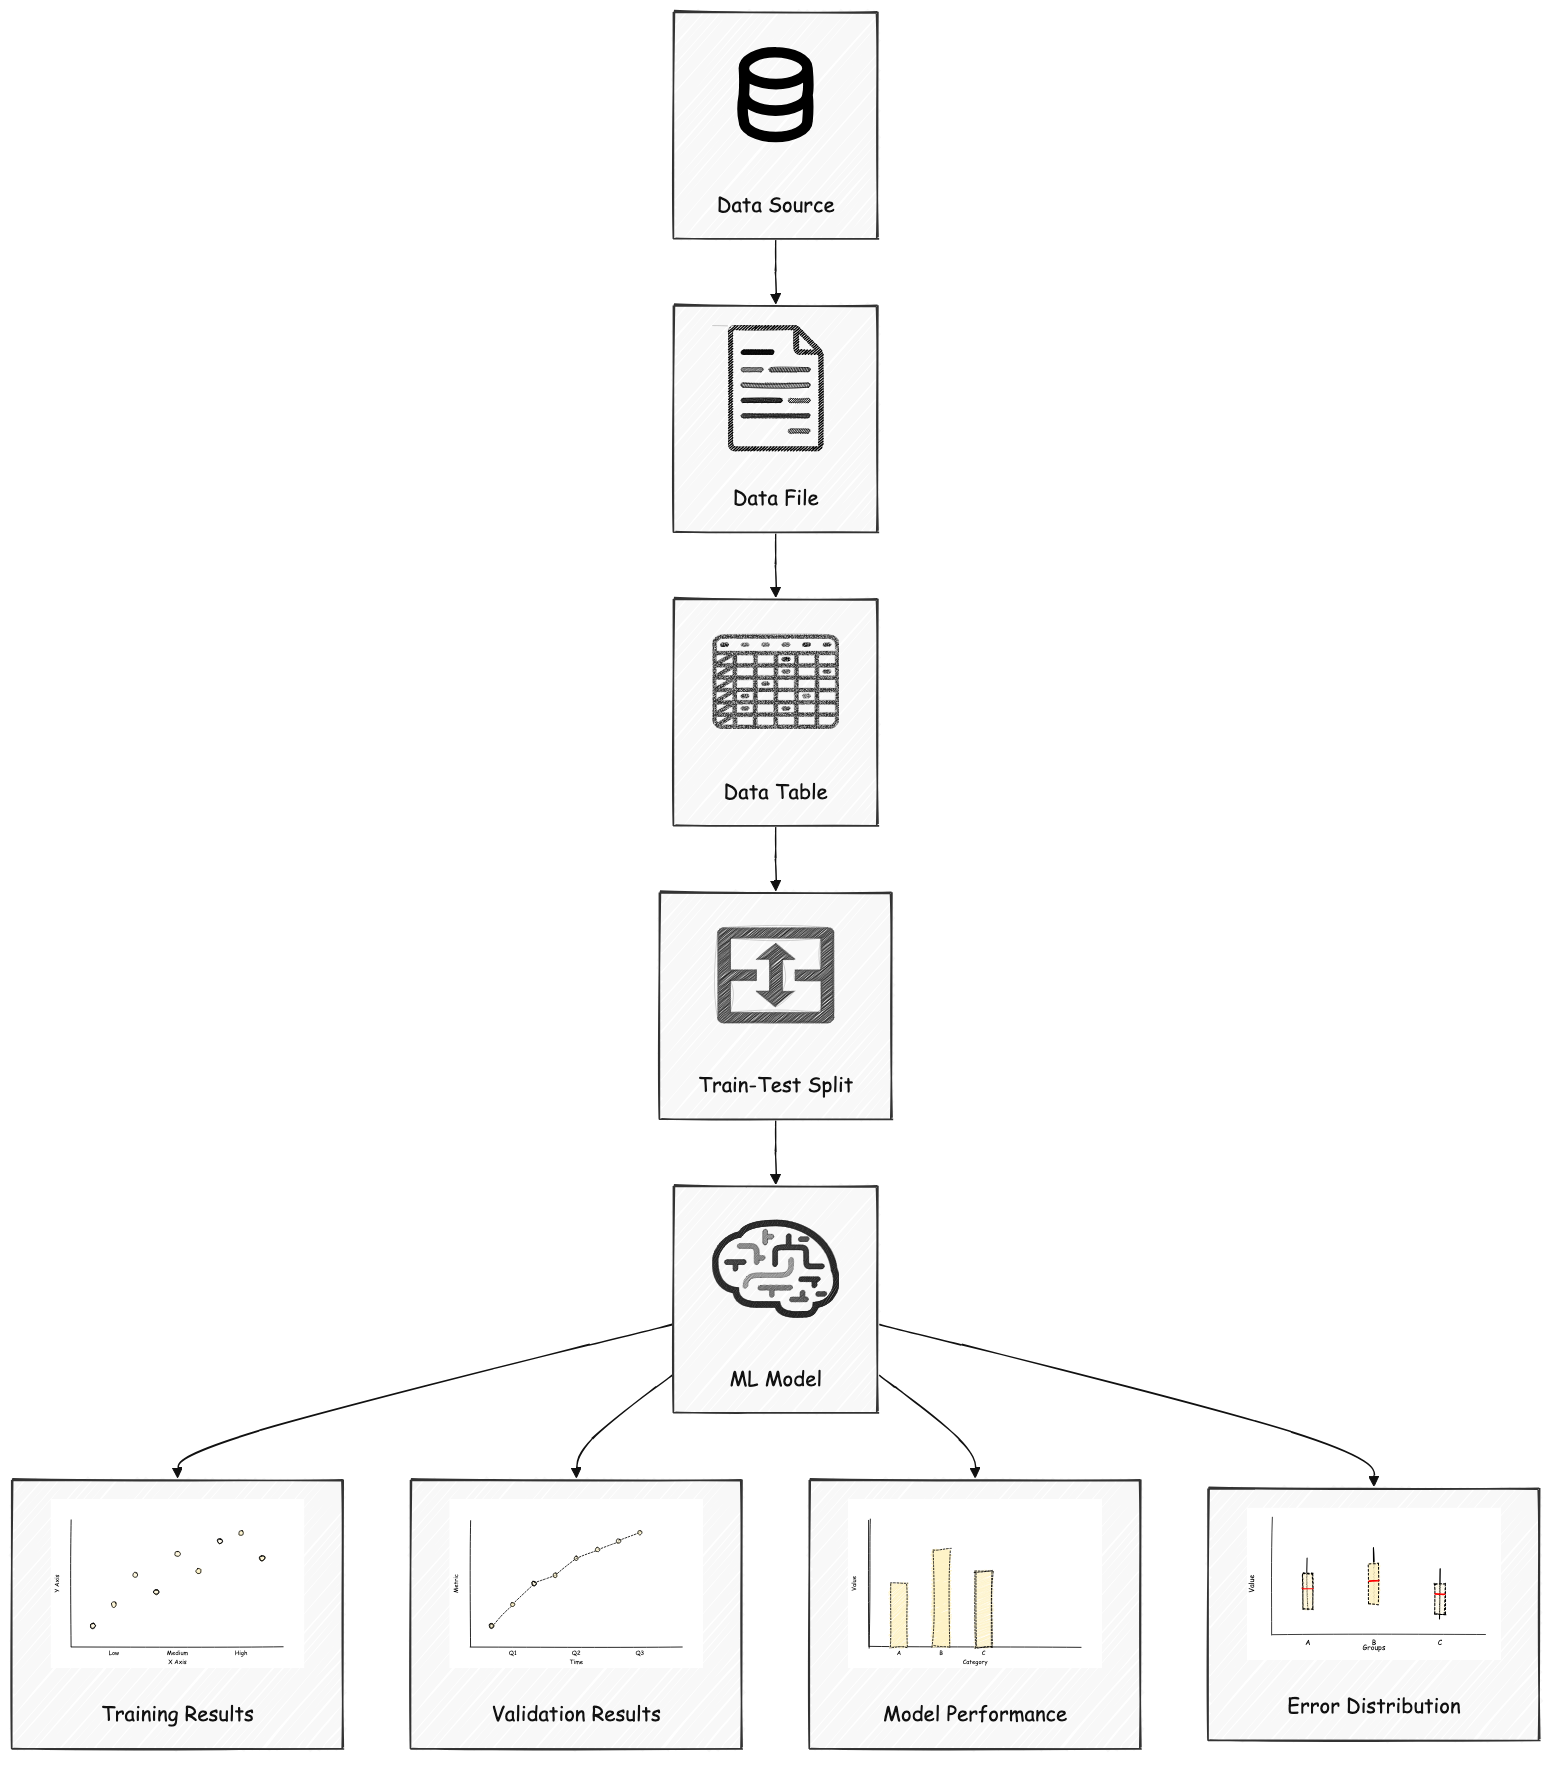 Data Source
Data File
Data Table
Train-Test Split
ML Model
Y Axis
Low Medium High
X Axis
Training Results
Metric
Q1 Q2 Q3
Time
Validation Results
Value
A B C
Category
Model Performance
Value
A B C
Groups
Error Distribution